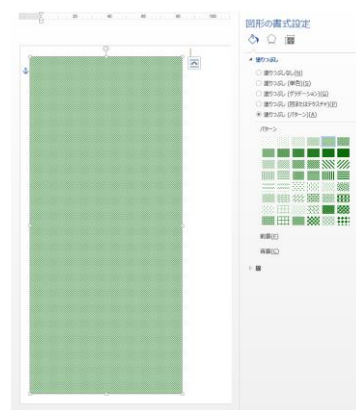 図形の書式設定
塗りつぶし
塗りつぶしなし(N)
塗りつぶし (単色)(S)
塗りつぶし (グラデーション)(G)
塗りつぶし (図またはテクスチャ)(P)
塗りつぶし (パターン)(A)
パターン
前景(F)
背景(C)
線